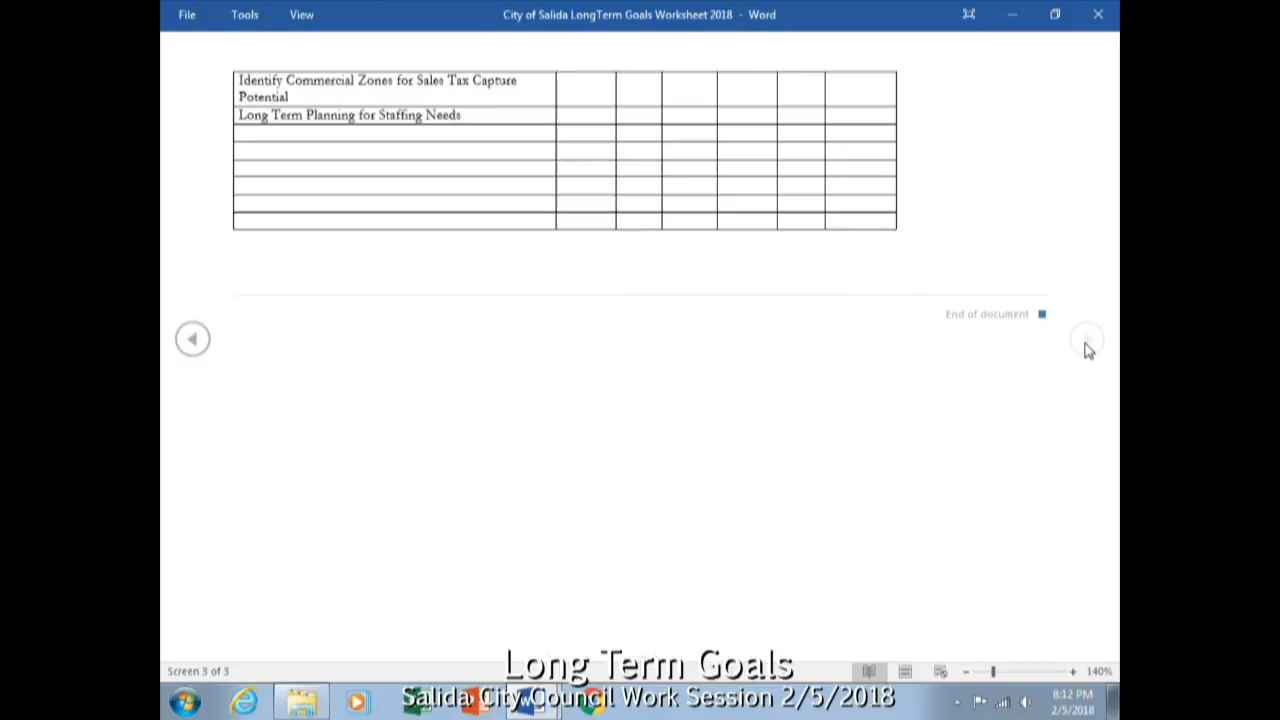 File Tools View City of Salida LongTerm Goals Worksheet 2018 - Word
Identify Commercial Zones for Sales Tax Capture
Potential
Long Term Planning for Staffing Needs
End of document
Screen 3 of 3
140%
Long Term Goals
Salida City Council Work Session 2/5/2018
8:12 PM
2/5/2018